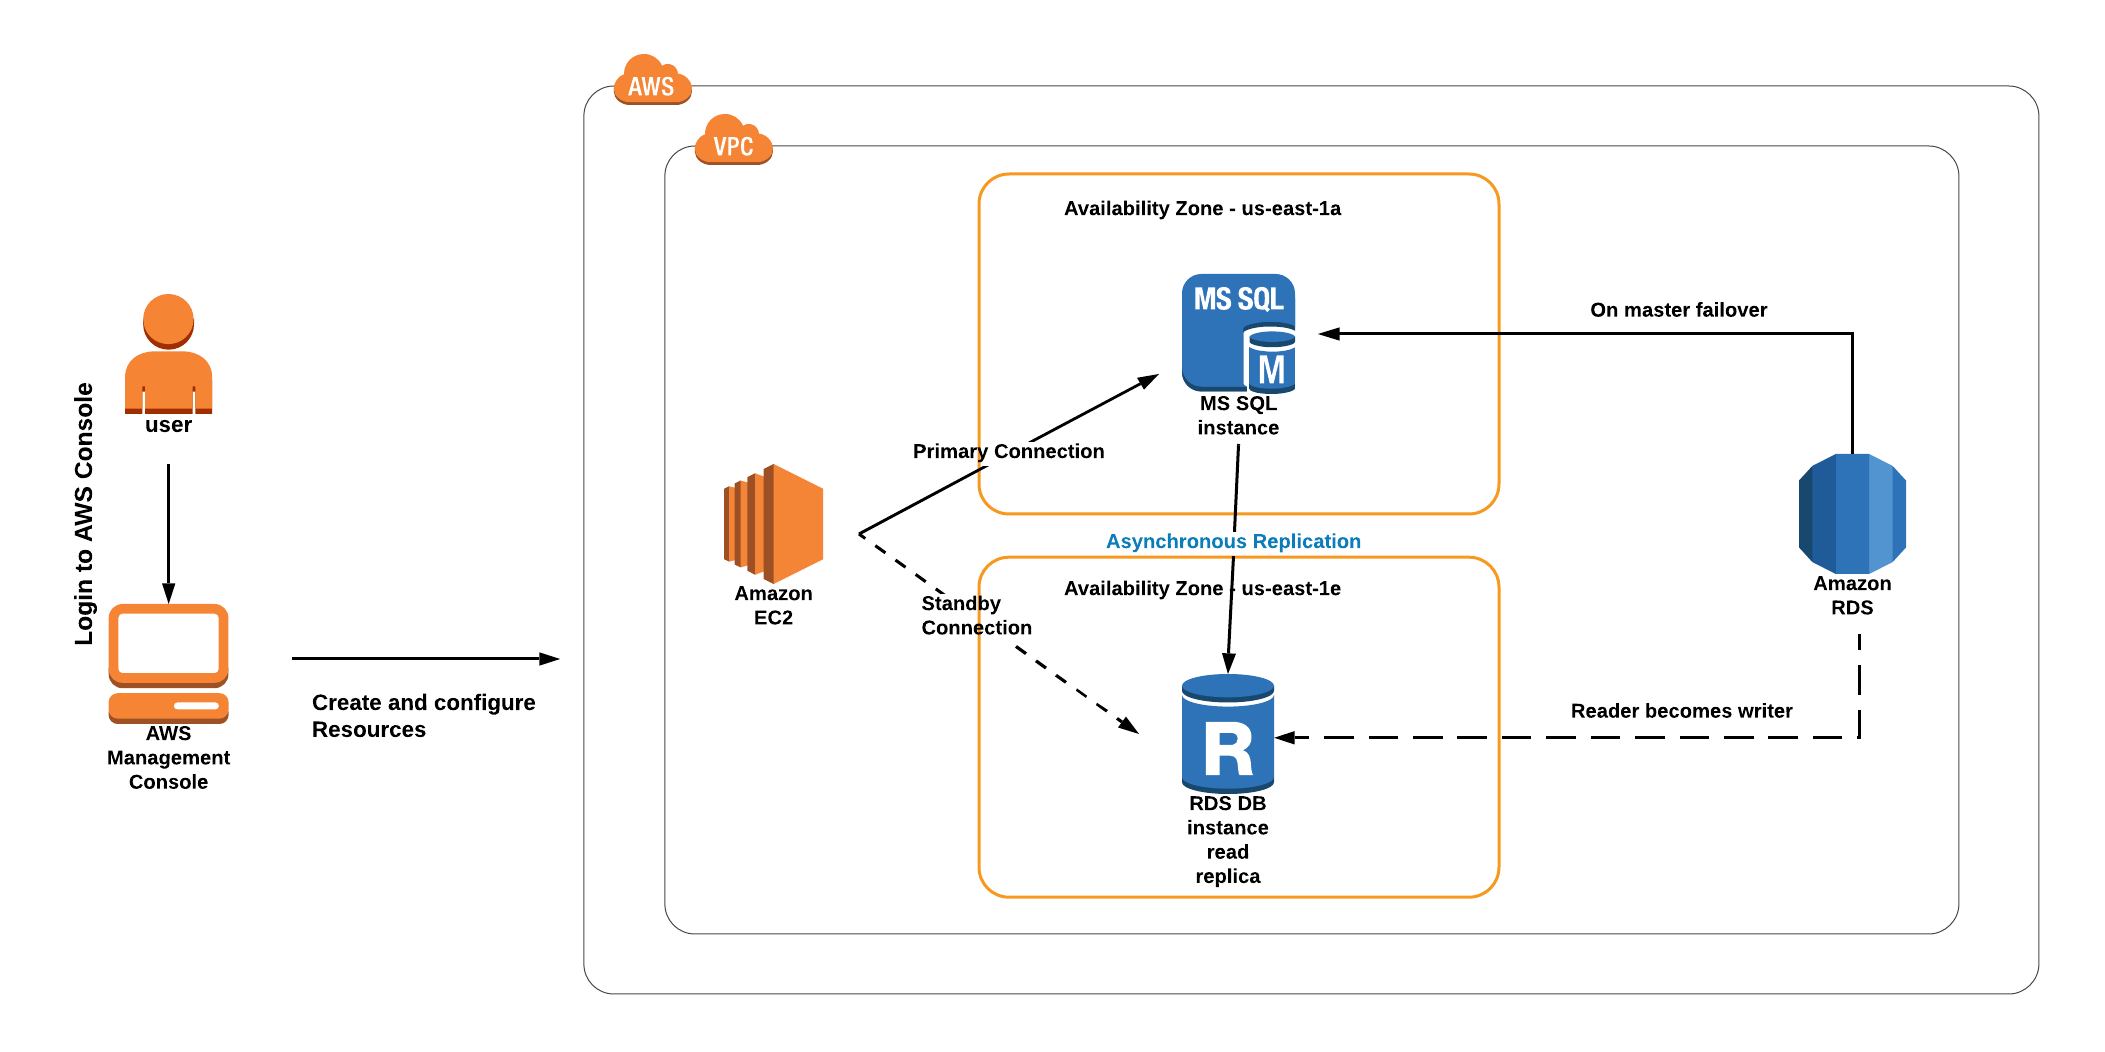 AWS
VPC
Availability Zone - us-east-1a
MS SQL
M
MS SQL
instance
On master failover
Primary Connection
user
Login to AWS Console
Amazon
EC2
Asynchronous Replication
Availability Zone - us-east-1e
Standby
Connection
Amazon
RDS
Create and configure
Resources
AWS
Management
Console
Reader becomes writer
R
RDS DB
instance
read
replica